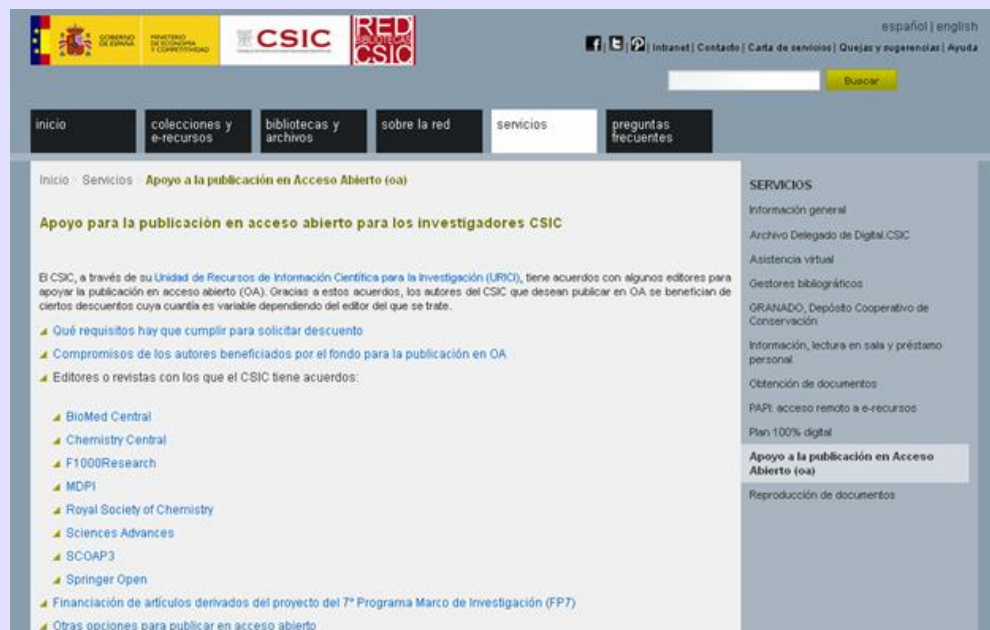 GOBIERNO
DE ESPAÑA
MINISTERIO
DE ECONOMÍA
Y COMPETITIVIDAD
CSIC
RED
BIBLIOTECAS
CSIC
español | english
Intranet | Contacto | Carta de servicios | Quejas y sugerencias | Ayuda
Buscar
inicio
colecciones y
e-recursos
bibliotecas y
archivos
sobre la red
servicios
preguntas
frecuentes
Inicio Servicios Apoyo a la publicación en Acceso Abierto (oa)
Apoyo para la publicación en acceso abierto para los investigadores CSIC
El CSIC, a través de su Unidad de Recursos de Información Científica para la Investigación (URICI), tiene acuerdos con algunos editores para
apoyar la publicación en acceso abierto (OA). Gracias a estos acuerdos, los autores del CSIC que desean publicar en OA se benefician de
ciertos descuentos cuya cuantía es variable dependiendo del editor del que se trate.
Qué requisitos hay que cumplir para solicitar descuento
Compromisos de los autores beneficiados por el fondo para la publicación en OA
Editores o revistas con los que el CSIC tiene acuerdos:
BioMed Central
Chemistry Central
F1000Research
MDPI
Royal Society of Chemistry
Sciences Advances
SCOAP3
Springer Open
Financiación de artículos derivados del proyecto del 7º Programa Marco de Investigación (FP7)
Otras opciones para publicar en acceso abierto
SERVICIOS
Información general
Archivo Delegado de Digital.CSIC
Asistencia virtual
Gestores bibliográficos
GRANADO, Depósito Cooperativo de
Conservación
Información, lectura en sala y préstamo
personal
Obtención de documentos
PAPI: acceso remoto a e-recursos
Plan 100% digital
Apoyo a la publicación en Acceso
Abierto (oa)
Reproducción de documentos